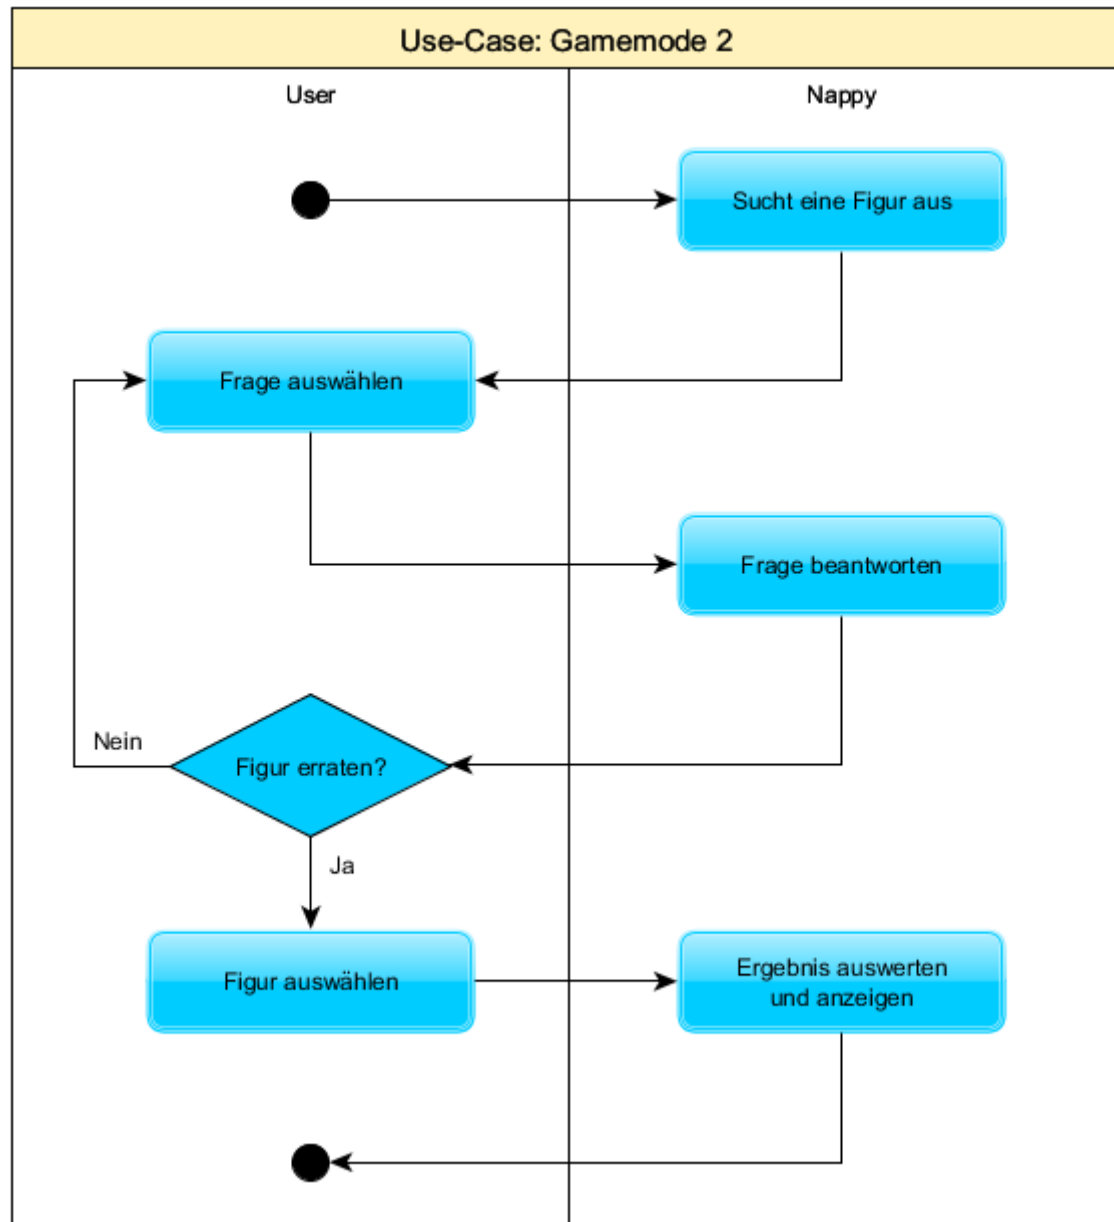 Use-Case: Gamemode 2
User
Nappy
Sucht eine Figur aus
Frage auswählen
Frage beantworten
Nein
Figur erraten?
Ja
Figur auswählen
Ergebnis auswerten
und anzeigen